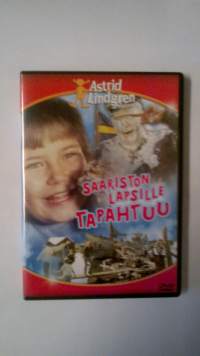 Astrid
Lindgren
SAARISTON
LAPSILLE
TAPAHTUU